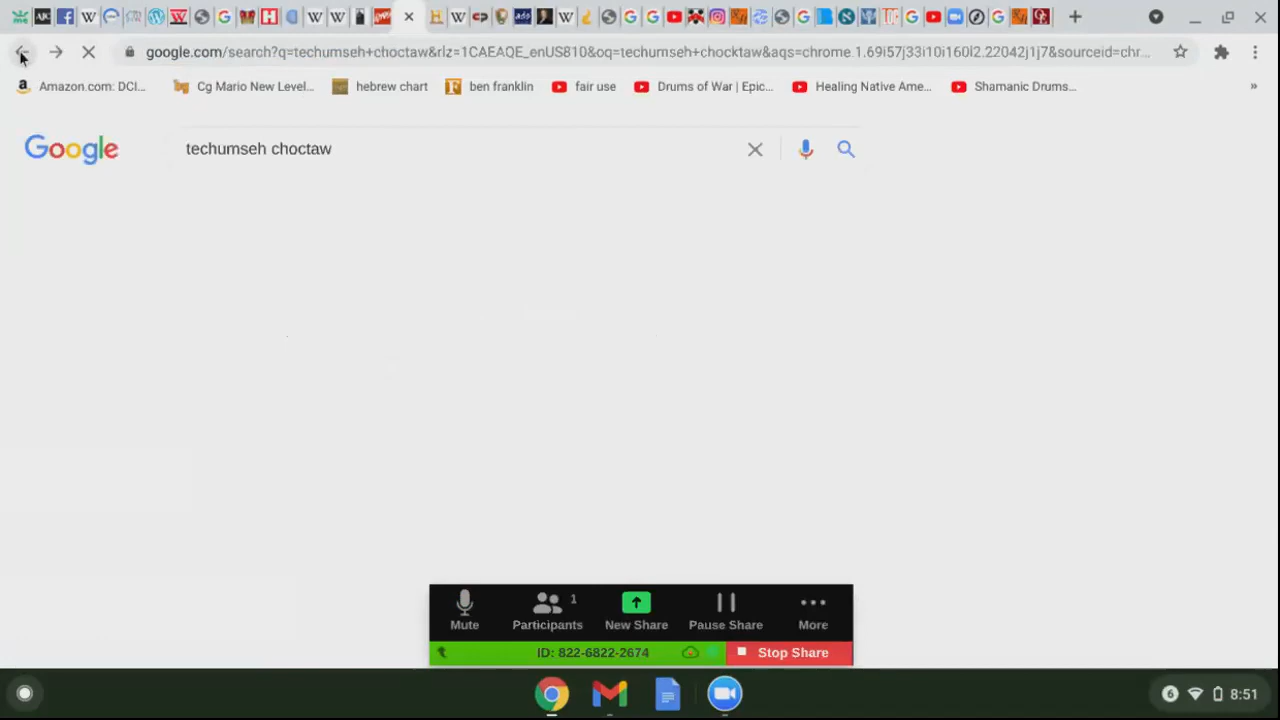 google.com/search?q=techumseh+choctaw&rlz=1CAEAQE_enUS810&oq=techumseh+chocktaw&aqs=chrome.1.69i57j33i10i160l2.22042j1j7&sourceid=chr...
Amazon.com: DCI...
Cg Mario New Level...
hebrew chart
ben franklin
fair use
Drums of War | Epic...
Healing Native Ame...
Shamanic Drums...
»
Google
techumseh choctaw
1
Mute
Participants
New Share
Pause Share
More
ID: 822-6822-2674
Stop Share
6
8:51